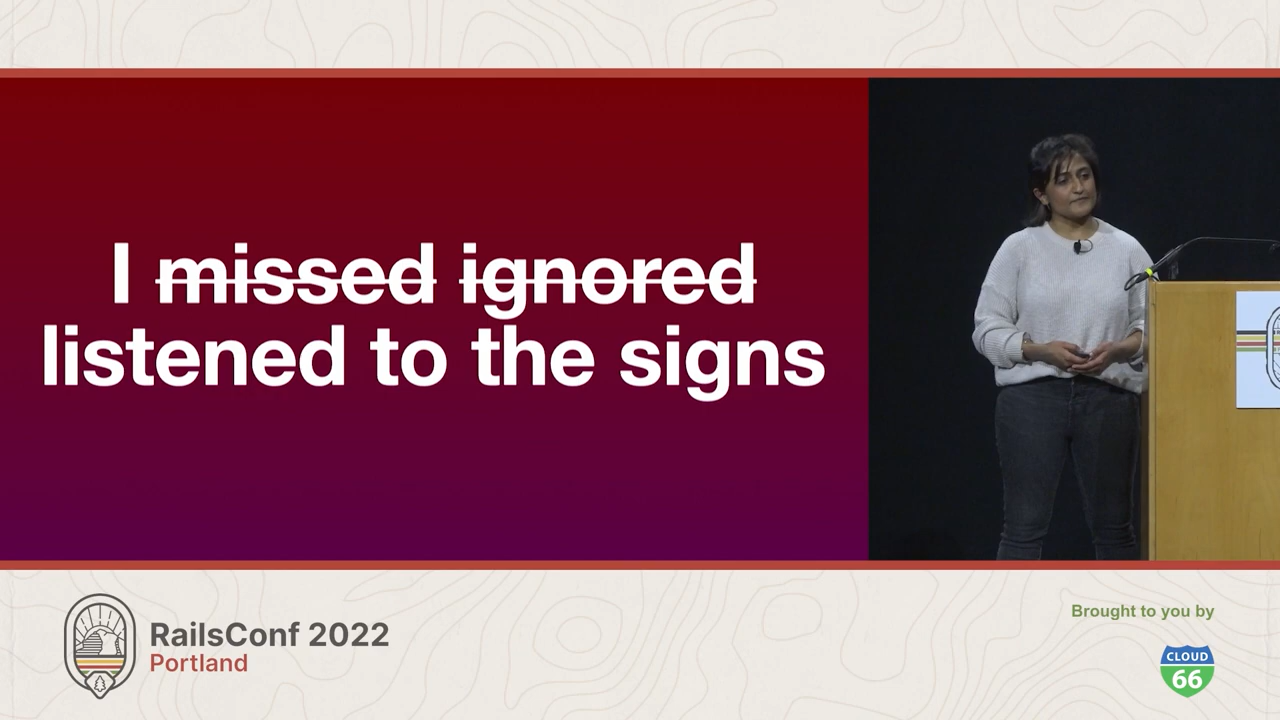 I missed ignored
listened to the signs
RailsConf 2022
Portland
Brought to you by
CLOUD
66